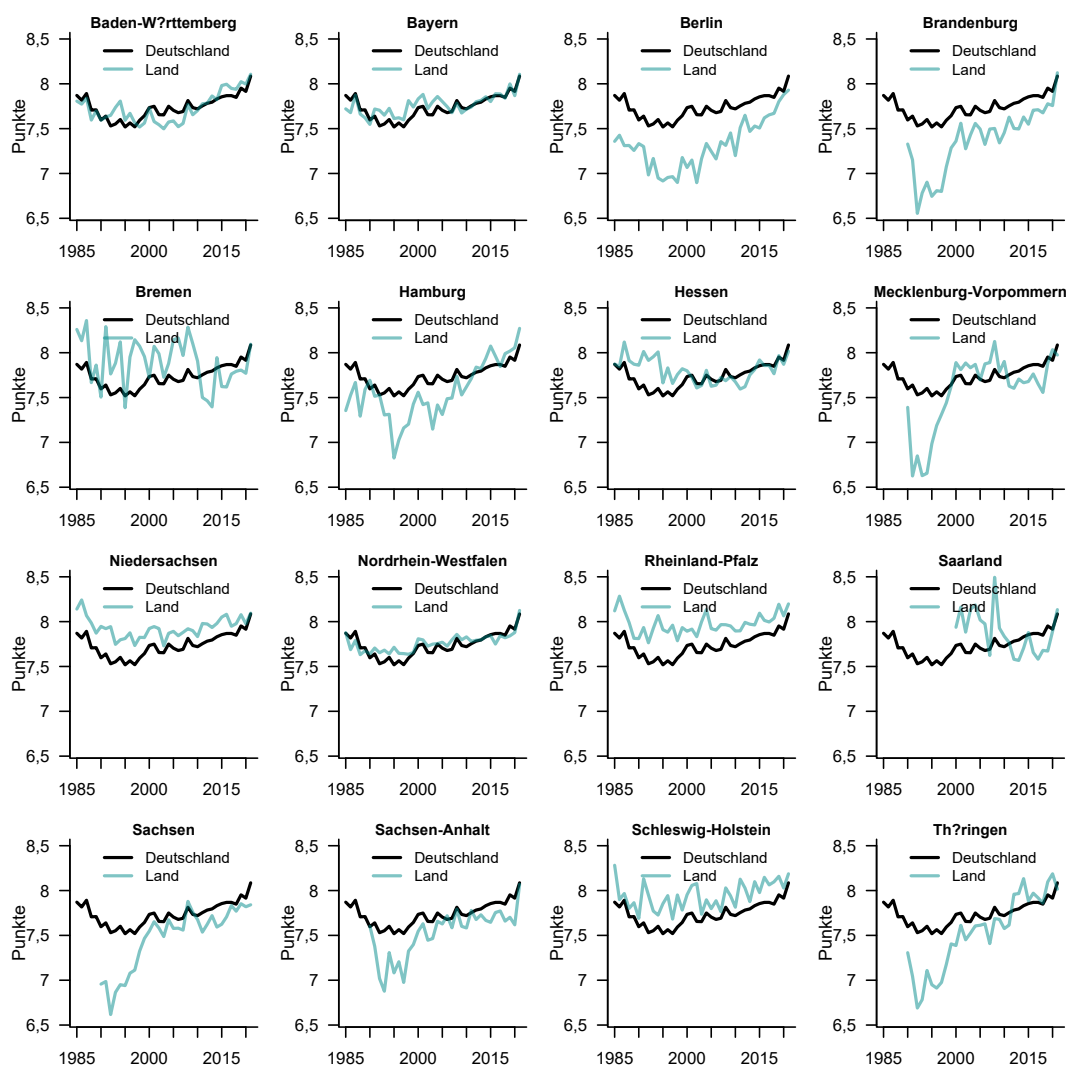 Baden-W?rttemberg
8,5
8
7,5
7
6,5
Punkte
Deutschland
Land
1985
2000
2015
Bayern
8,5
8
7,5
7
6,5
Punkte
Deutschland
Land
1985
2000
2015
Berlin
8,5
8
7,5
7
6,5
Punkte
Deutschland
Land
1985
2000
2015
Brandenburg
8,5
8
7,5
7
6,5
Punkte
Deutschland
Land
1985
2000
2015
Bremen
8,5
8
7,5
7
6,5
Punkte
Deutschland
Land
1985
2000
2015
Hamburg
8,5
8
7,5
7
6,5
Punkte
Deutschland
Land
1985
2000
2015
Hessen
8,5
8
7,5
7
6,5
Punkte
Deutschland
Land
1985
2000
2015
Mecklenburg-Vorpommern
8,5
8
7,5
7
6,5
Punkte
Deutschland
Land
1985
2000
2015
Niedersachsen
8,5
8
7,5
7
6,5
Punkte
Deutschland
Land
1985
2000
2015
Nordrhein-Westfalen
8,5
8
7,5
7
6,5
Punkte
Deutschland
Land
1985
2000
2015
Rheinland-Pfalz
8,5
8
7,5
7
6,5
Punkte
Deutschland
Land
1985
2000
2015
Saarland
8,5
8
7,5
7
6,5
Punkte
Deutschland
Land
1985
2000
2015
Sachsen
8,5
8
7,5
7
6,5
Punkte
Deutschland
Land
1985
2000
2015
Sachsen-Anhalt
8,5
8
7,5
7
6,5
Punkte
Deutschland
Land
1985
2000
2015
Schleswig-Holstein
8,5
8
7,5
7
6,5
Punkte
Deutschland
Land
1985
2000
2015
Th?ringen
8,5
8
7,5
7
6,5
Punkte
Deutschland
Land
1985
2000
2015